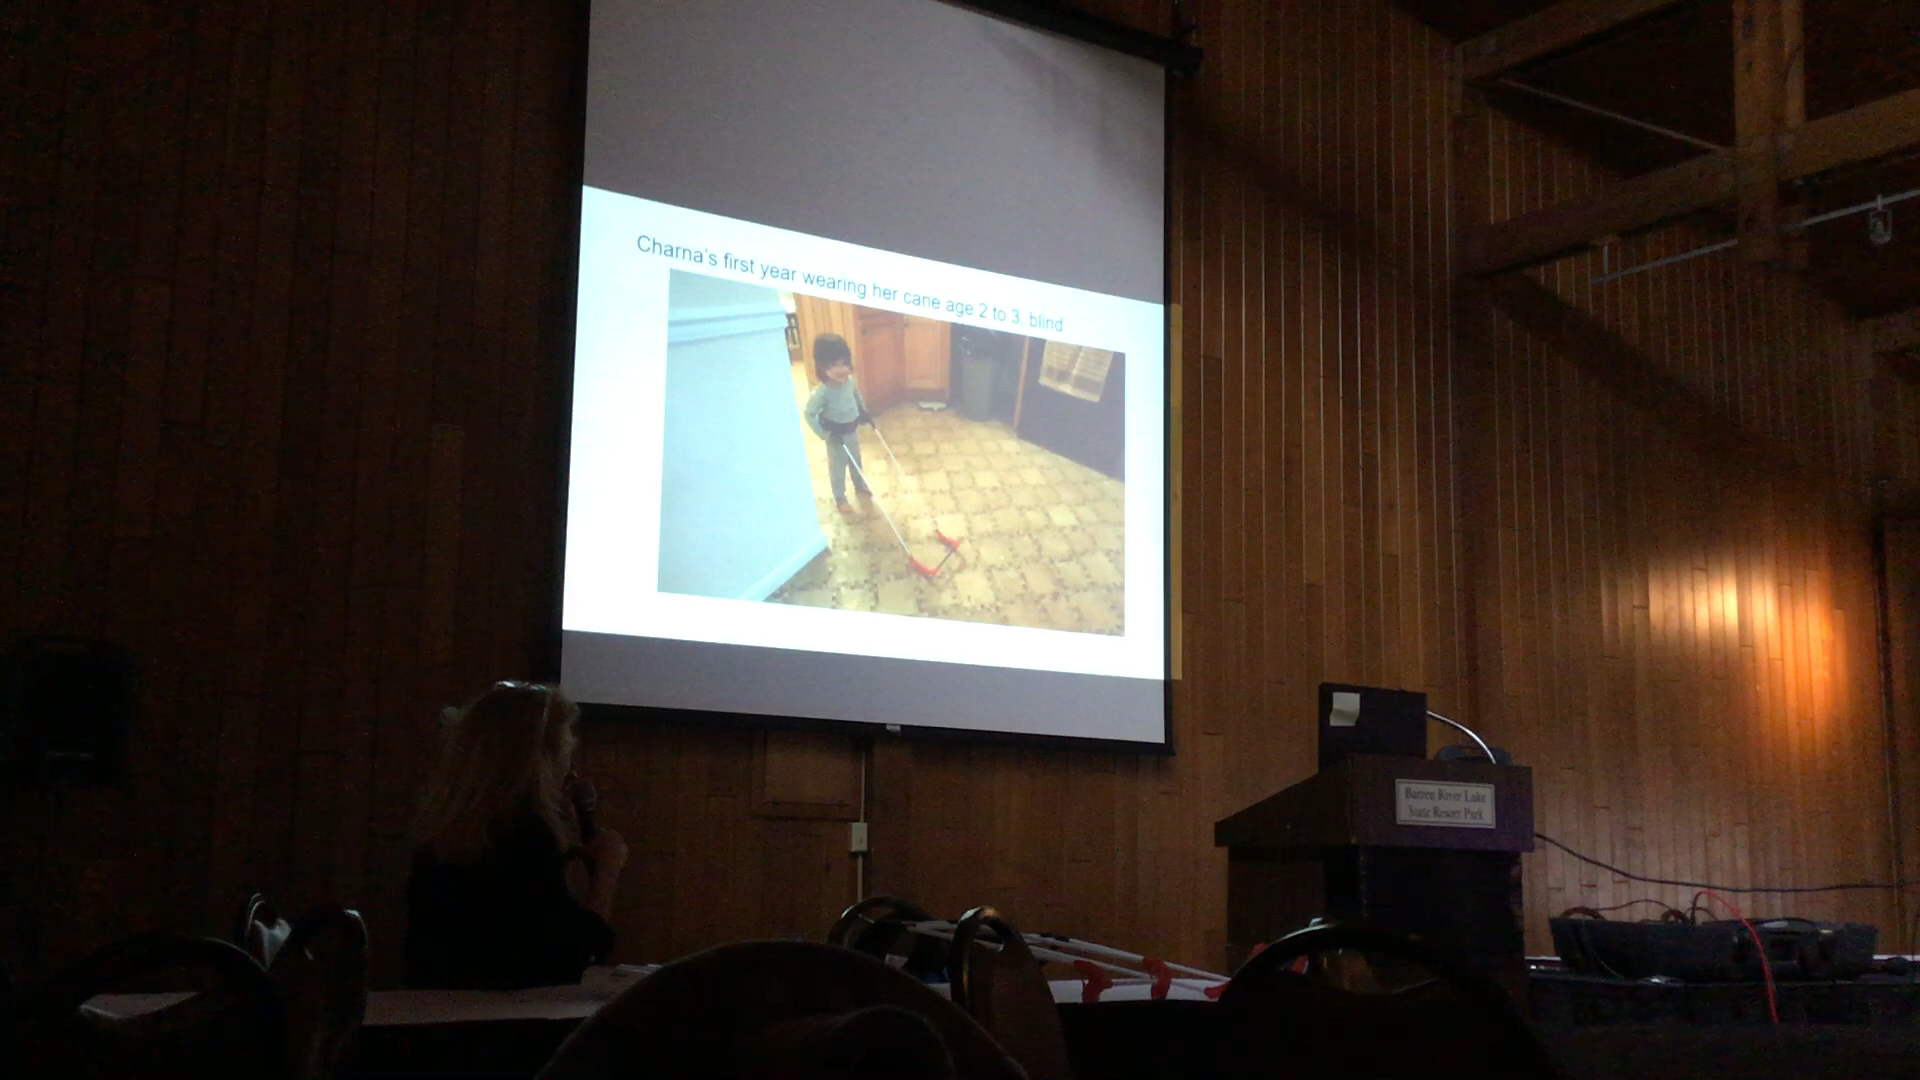 Charna's first year wearing her cane age 2 to 3, blind
Barren River Lake
State Resort Park